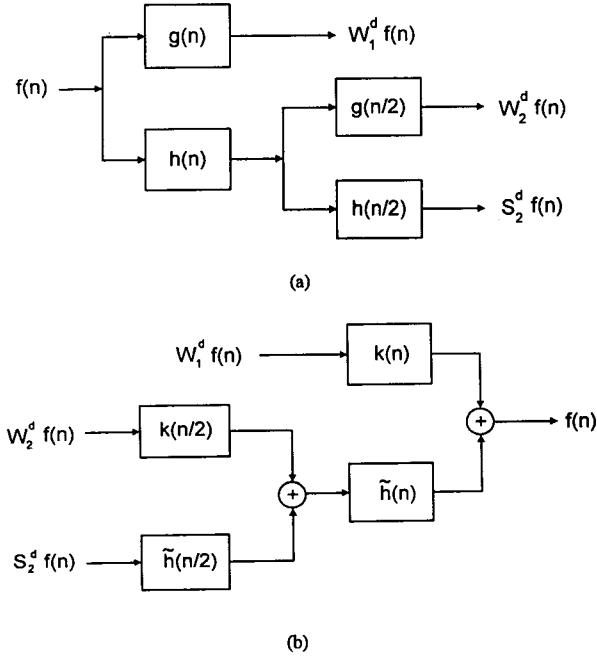 g(n)
W₁ᵈ f(n)
f(n)
g(n/2)
W₂ᵈ f(n)
h(n)
h(n/2)
S₂ᵈ f(n)
(a)
W₁ᵈ f(n)
k(n)
W₂ᵈ f(n)
k(n/2)
+
f(n)
+
h̃(n)
S₂ᵈ f(n)
h̃(n/2)
(b)